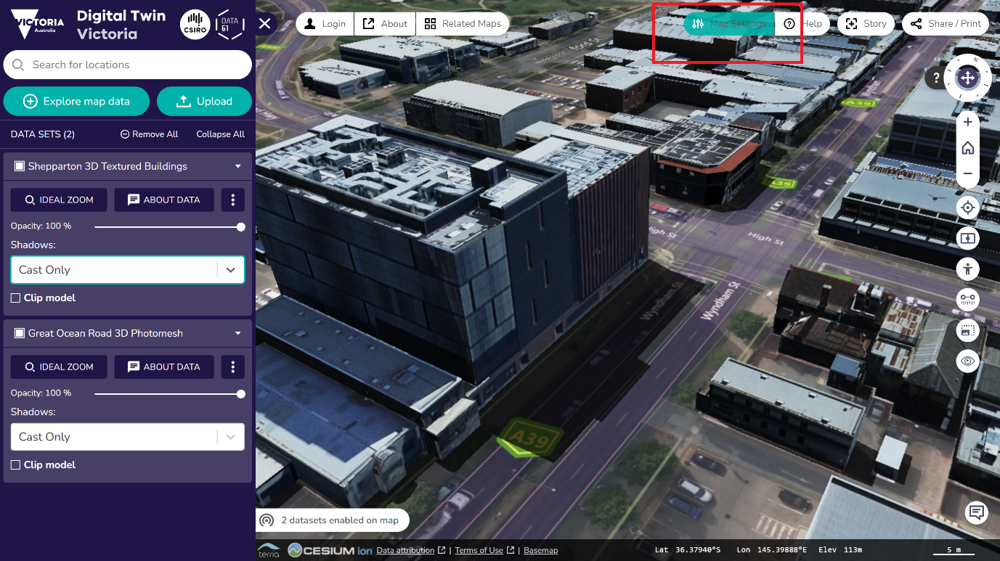 VICTORIA
Australia
Digital Twin
Victoria
CSIRO
DATA
61
Login
About
Related Maps
Map Settings
Help
Story
Share / Print
Search for locations
Explore map data
Upload
DATA SETS (2)
Remove All
Collapse All
Shepparton 3D Textured Buildings
IDEAL ZOOM
ABOUT DATA
Opacity: 100 %
Shadows:
Cast Only
Clip model
Great Ocean Road 3D Photomesh
IDEAL ZOOM
ABOUT DATA
Opacity: 100 %
Shadows:
Cast Only
Clip model
N
?
A39
A39
High St
High St
Wyndham St
Wyndham St
A39
2 datasets enabled on map
terria
CESIUM ion
Data attribution | Terms of Use | Basemap
Lat 36.37940°S Lon 145.39888°E Elev 113m
5 m